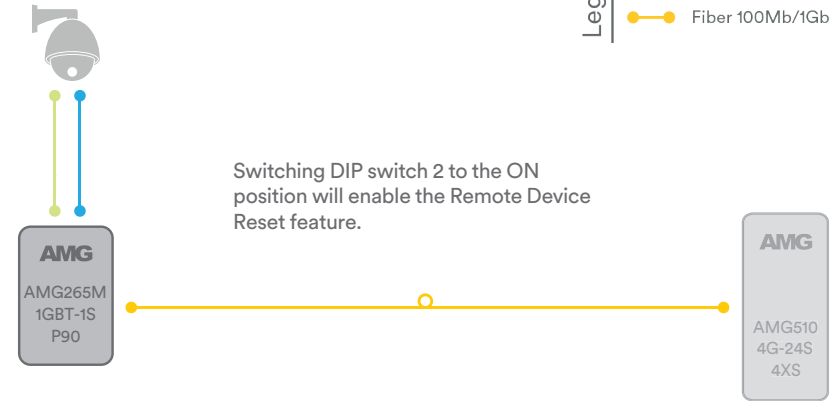 Leg
Fiber 100Mb/1Gb
Switching DIP switch 2 to the ON
position will enable the Remote Device
Reset feature.
AMG
AMG265M
1GBT-1S
P90
AMG
AMG510
4G-24S
4XS